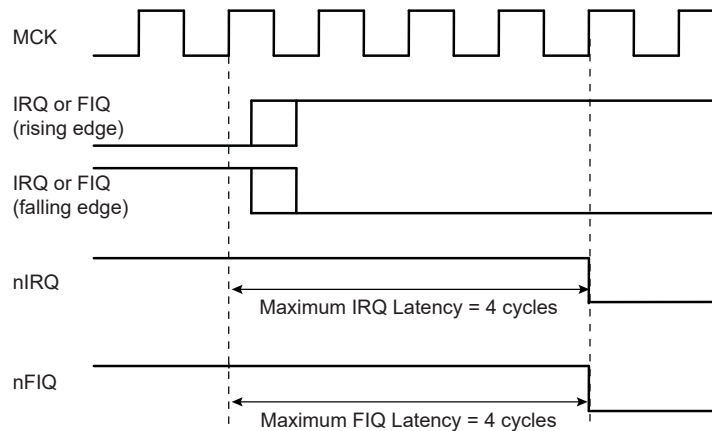 MCK
IRQ or FIQ
(rising edge)
IRQ or FIQ
(falling edge)
nIRQ
Maximum IRQ Latency = 4 cycles
nFIQ
Maximum FIQ Latency = 4 cycles